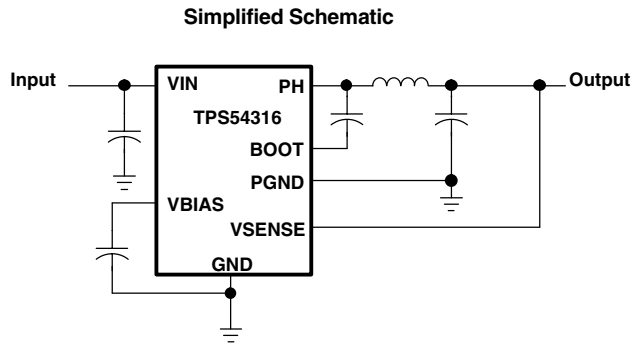 Simplified Schematic
Input
VIN
PH
Output
TPS54316
BOOT
PGND
VBIAS
VSENSE
GND